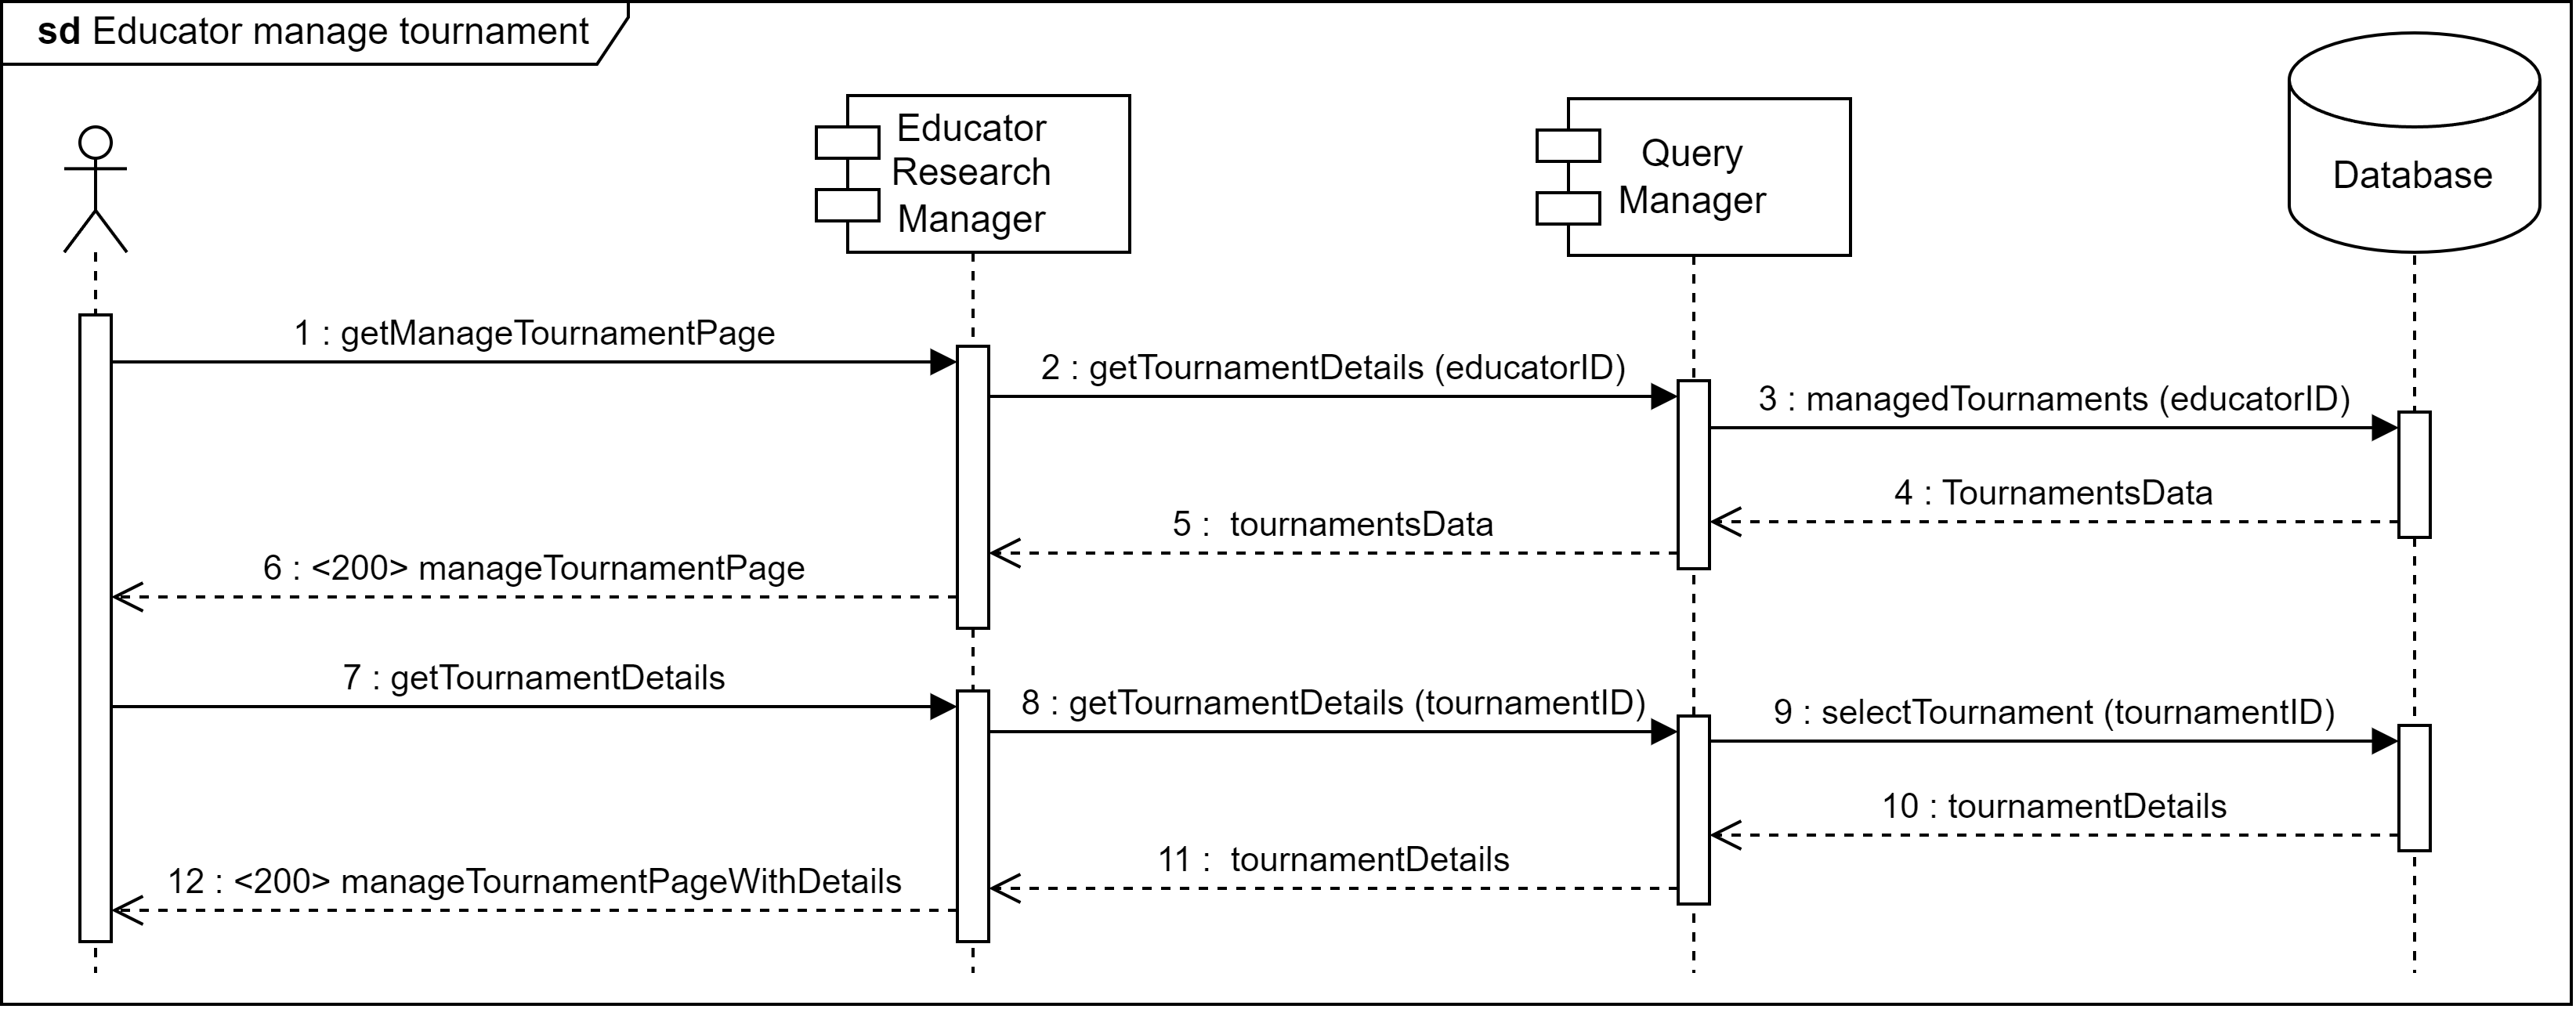 sd Educator manage tournament
Educator
Research
Manager
Query
Manager
Database
1 : getManageTournamentPage
2 : getTournamentDetails (educatorID)
3 : managedTournaments (educatorID)
4 : TournamentsData
5 :  tournamentsData
6 : <200> manageTournamentPage
7 : getTournamentDetails
8 : getTournamentDetails (tournamentID)
9 : selectTournament (tournamentID)
10 : tournamentDetails
11 :  tournamentDetails
12 : <200> manageTournamentPageWithDetails